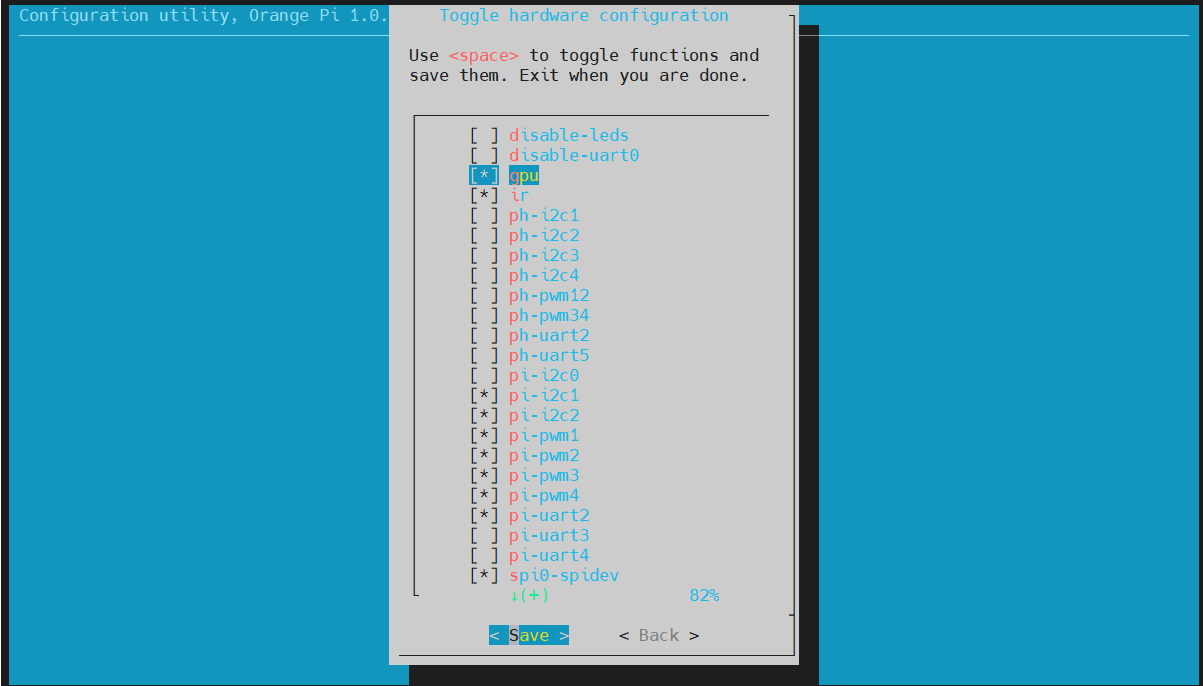 Configuration utility, Orange Pi 1.0.
Toggle hardware configuration
Use <space> to toggle functions and
save them. Exit when you are done.
[ ] disable-leds
[ ] disable-uart0
[*] gpu
[*] ir
[ ] ph-i2c1
[ ] ph-i2c2
[ ] ph-i2c3
[ ] ph-i2c4
[ ] ph-pwm12
[ ] ph-pwm34
[ ] ph-uart2
[ ] ph-uart5
[ ] pi-i2c0
[*] pi-i2c1
[*] pi-i2c2
[*] pi-pwm1
[*] pi-pwm2
[*] pi-pwm3
[*] pi-pwm4
[*] pi-uart2
[ ] pi-uart3
[ ] pi-uart4
[*] spi0-spidev
↓(+) 82%
< Save > < Back >